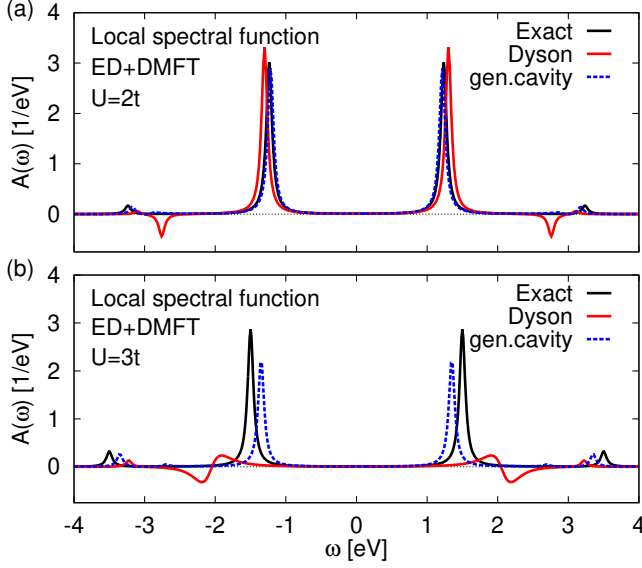 (a)
4
3
2
1
0
A(ω) [1/eV]
Local spectral function
ED+DMFT
U=2t
Exact
Dyson
gen.cavity
(b)
4
3
2
1
0
A(ω) [1/eV]
Local spectral function
ED+DMFT
U=3t
Exact
Dyson
gen.cavity
-4 -3 -2 -1 0 1 2 3 4
ω [eV]